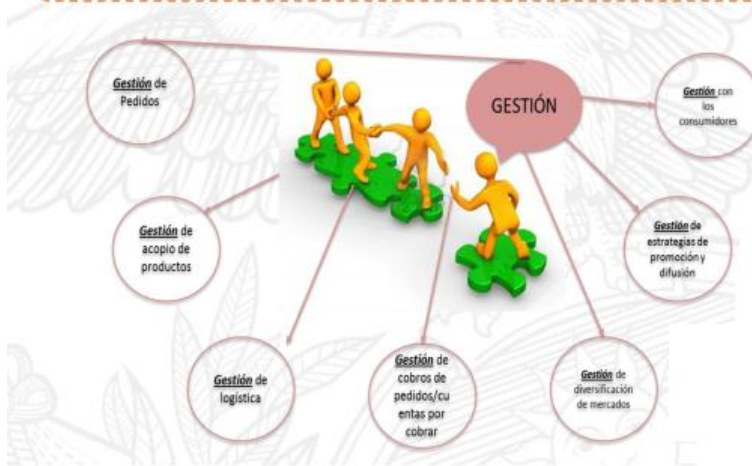 GESTIÓN
Gestión de
Pedidos
Gestión con
los
consumidores
Gestión de
acopio de
productos
Gestión de
estrategias de
promoción y
difusión
Gestión de
logística
Gestión de
cobros de
pedidos/cu
entas por
cobrar
Gestión de
diversificación
de mercados